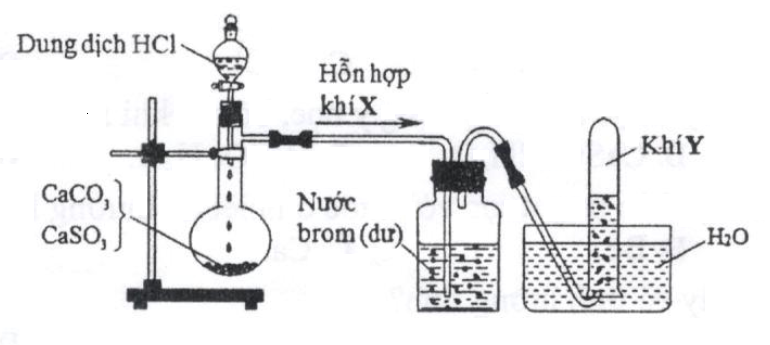 Dung dịch HCl
Hỗn hợp
khí X
Khí Y
CaCO₃
CaSO₃
Nước
brom (dư)
H₂O